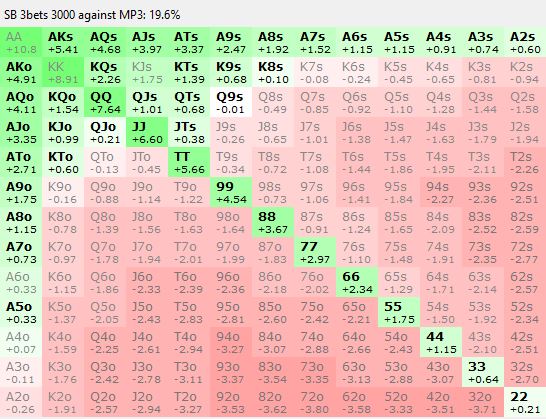 SB 3bets 3000 against MP3: 19.6%
AA AKs AQs AJs ATs A9s A8s A7s A6s A5s A4s A3s A2s
+10.8 +5.41 +4.68 +3.97 +3.37 +2.47 +1.92 +1.52 +1.15 +1.15 +0.91 +0.74 +0.60
AKo KK KQs KJs KTs K9s K8s K7s K6s K5s K4s K3s K2s
+4.91 +8.91 +2.26 +1.75 +1.39 +0.68 +0.10 -0.08 -0.24 -0.45 -0.65 -0.81 -0.94
AQo KQo QQ QJs QTs Q9s Q8s Q7s Q6s Q5s Q4s Q3s Q2s
+4.11 +1.54 +7.64 +1.01 +0.68 -0.01 -0.49 -0.85 -0.92 -1.10 -1.28 -1.44 -1.58
AJo KJo QJo JJ JTs J9s J8s J7s J6s J5s J4s J3s J2s
+3.35 +0.99 +0.21 +6.60 +0.38 -0.26 -0.65 -1.01 -1.38 -1.47 -1.63 -1.79 -1.94
ATo KTo QTo JTo TT T9s T8s T7s T6s T5s T4s T3s T2s
+2.71 +0.60 -0.13 -0.45 +5.66 -0.34 -0.72 -1.08 -1.44 -1.86 -1.95 -2.11 -2.26
A9o K9o Q9o J9o T9o 99 98s 97s 96s 95s 94s 93s 92s
+1.75 -0.16 -0.88 -1.14 -1.22 +4.54 -0.73 -1.06 -1.41 -1.84 -2.27 -2.36 -2.51
A8o K8o Q8o J8o T8o 98o 88 87s 86s 85s 84s 83s 82s
+1.15 -0.78 -1.39 -1.56 -1.63 -1.64 +3.67 -0.91 -1.24 -1.65 -2.09 -2.52 -2.59
A7o K7o Q7o J7o T7o 97o 87o 77 76s 75s 74s 73s 72s
+0.73 -0.97 -1.78 -1.94 -2.01 -1.99 -1.83 +2.97 -1.10 -1.48 -1.91 -2.35 -2.77
A6o K6o Q6o J6o T6o 96o 86o 76o 66 65s 64s 63s 62s
+0.33 -1.15 -1.86 -2.33 -2.39 -2.36 -2.18 -2.02 +2.34 -1.29 -1.71 -2.14 -2.57
A5o K5o Q5o J5o T5o 95o 85o 75o 65o 55 54s 53s 52s
+0.33 -1.37 -2.05 -2.43 -2.83 -2.81 -2.60 -2.42 -2.21 +1.75 -1.50 -1.92 -2.34
A4o K4o Q4o J4o T4o 94o 84o 74o 64o 54o 44 43s 42s
+0.07 -1.59 -2.25 -2.61 -2.94 -3.27 -3.07 -2.88 -2.66 -2.43 +1.15 -2.10 -2.51
A3o K3o Q3o J3o T3o 93o 83o 73o 63o 53o 43o 33 32s
-0.11 -1.76 -2.42 -2.78 -3.11 -3.37 -3.54 -3.35 -3.13 -2.88 -3.07 +0.64 -2.70
A2o K2o Q2o J2o T2o 92o 82o 72o 62o 52o 42o 32o 22
-0.26 -1.91 -2.57 -2.94 -3.27 -3.53 -3.62 -3.80 -3.58 -3.33 -3.51 -3.71 +0.21